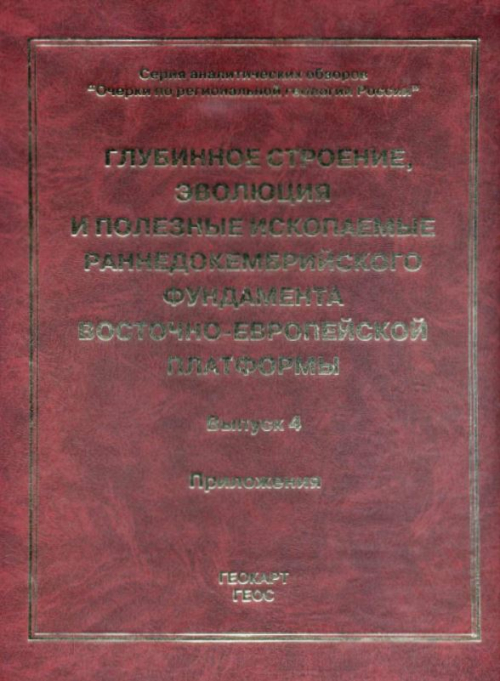 Серия аналитических обзоров
"Очерки по региональной геологии России"
ГЛУБИННОЕ СТРОЕНИЕ,
ЭВОЛЮЦИЯ
И ПОЛЕЗНЫЕ ИСКОПАЕМЫЕ
РАННЕДОКЕМБРИЙСКОГО
ФУНДАМЕНТА
ВОСТОЧНО-ЕВРОПЕЙСКОЙ
ПЛАТФОРМЫ
Выпуск 4
Приложения
ГЕОКАРТ
ГЕОС